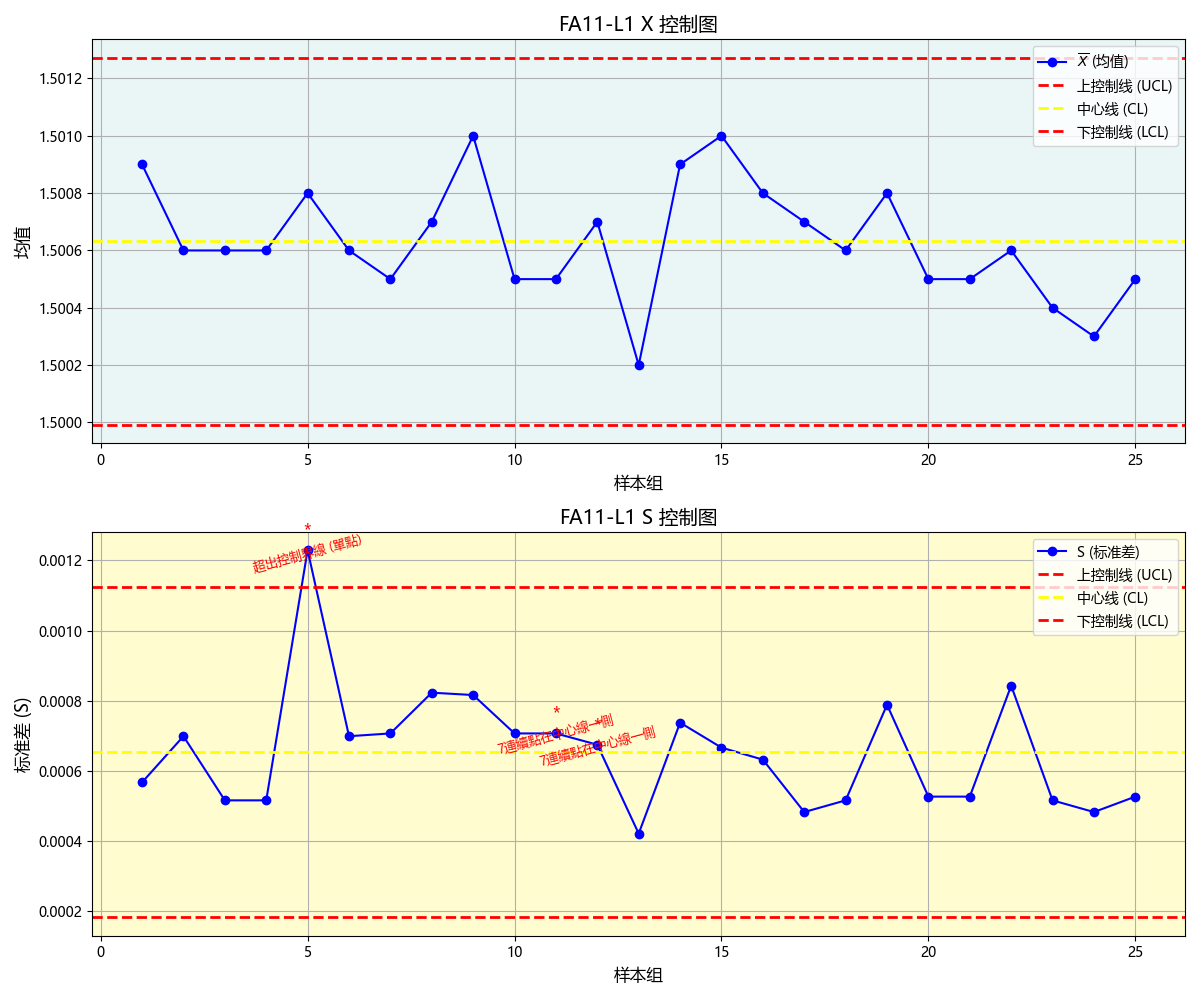 FA11-L1 X 控制图
X (均值)
上控制线 (UCL)
中心线 (CL)
下控制线 (LCL)
1.5012
1.5010
1.5008
1.5006
1.5004
1.5002
1.5000
均值
0 5 10 15 20 25
样本组
FA11-L1 S 控制图
*
超出控制界線 (單點)
S (标准差)
上控制线 (UCL)
中心线 (CL)
下控制线 (LCL)
*
7連續點在中心線一側
*
7連續點在中心線一側
0.0012
0.0010
0.0008
0.0006
0.0004
0.0002
标准差 (S)
0 5 10 15 20 25
样本组